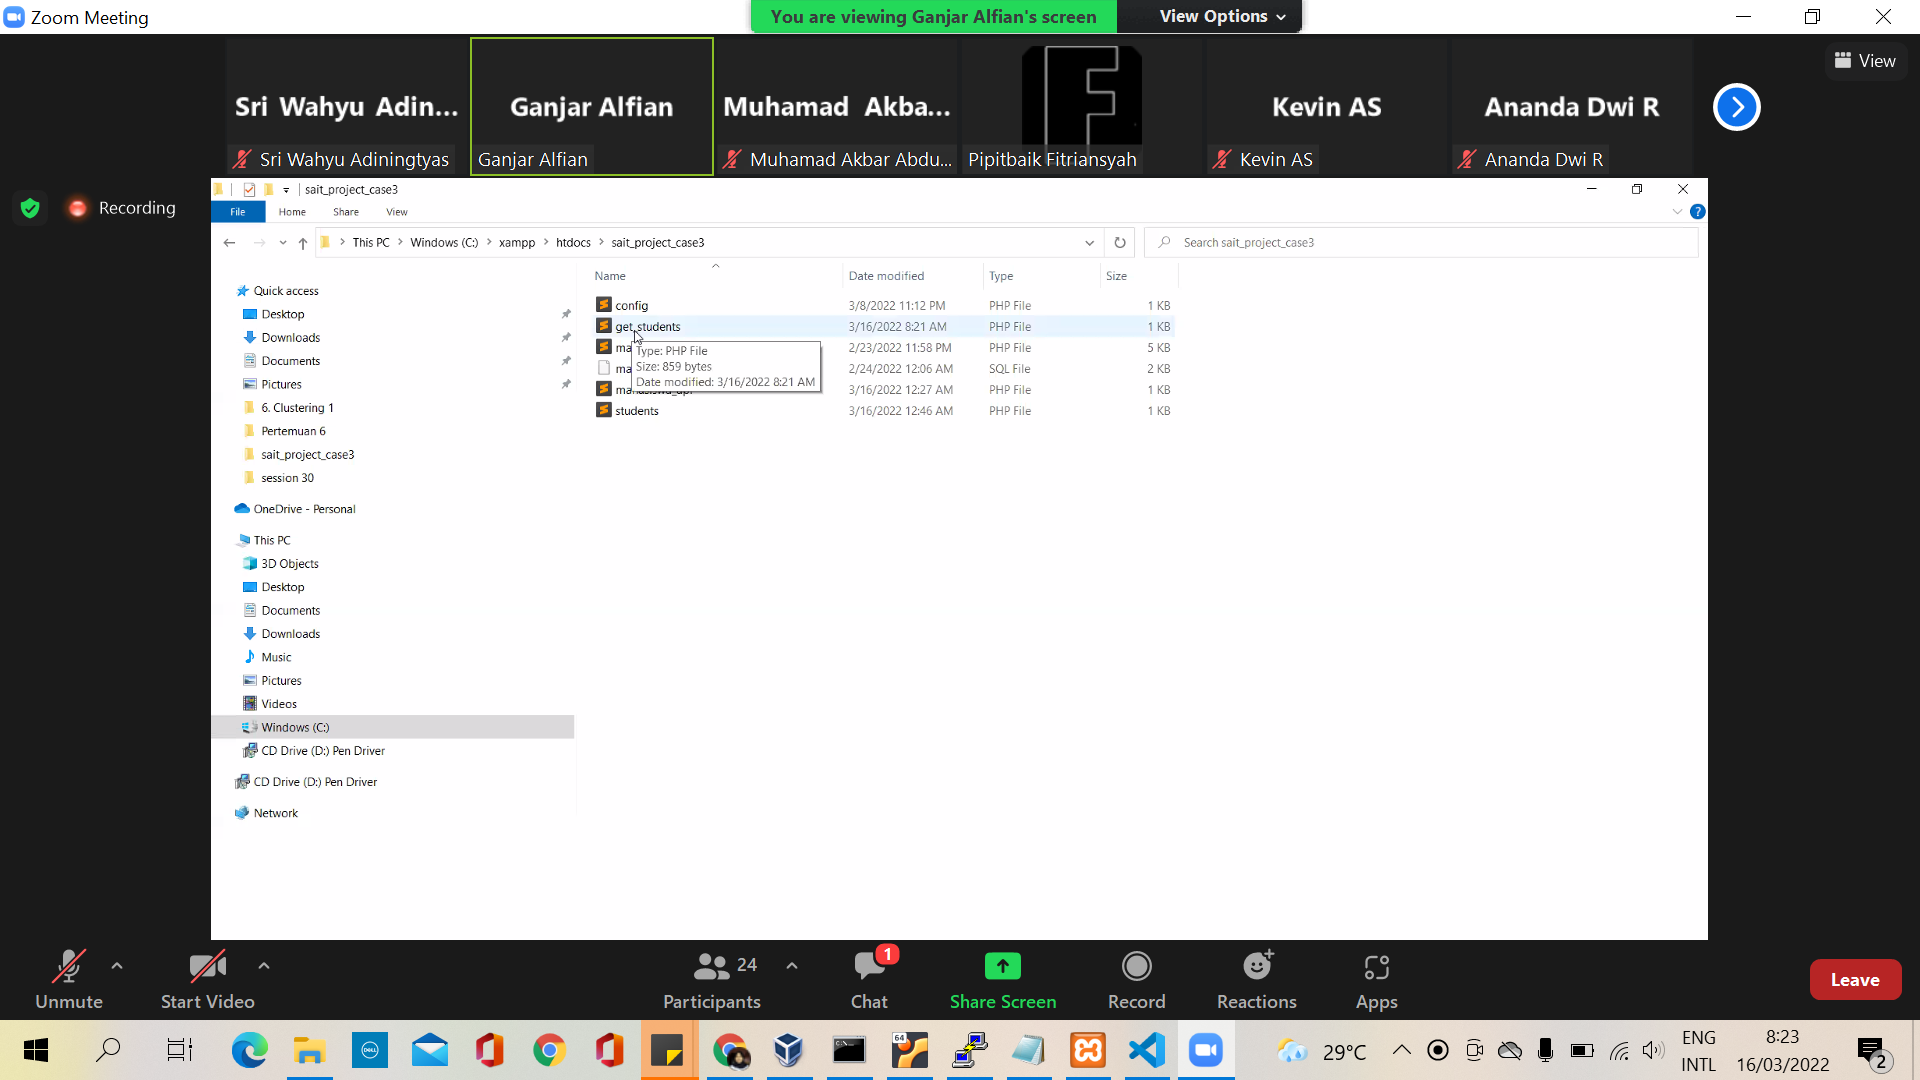 Zoom Meeting
You are viewing Ganjar Alfian's screen
View Options
View
Sri Wahyu Adin...
Ganjar Alfian
Muhamad Akba...
Kevin AS
Ananda Dwi R
Sri Wahyu Adiningtyas
Ganjar Alfian
Muhamad Akbar Abdu...
Pipitbaik Fitriansyah
Kevin AS
Ananda Dwi R
Recording
sait_project_case3
File Home Share View
This PC > Windows (C:) > xampp > htdocs > sait_project_case3
Search sait_project_case3
Name Date modified Type Size
config 3/8/2022 11:12 PM PHP File 1 KB
get_students 3/16/2022 8:21 AM PHP File 1 KB
ma 2/23/2022 11:58 PM PHP File 5 KB
ma 2/24/2022 12:06 AM SQL File 2 KB
3/16/2022 12:27 AM PHP File 1 KB
students 3/16/2022 12:46 AM PHP File 1 KB
Type: PHP File
Size: 859 bytes
Date modified: 3/16/2022 8:21 AM
Quick access
Desktop
Downloads
Documents
Pictures
6. Clustering 1
Pertemuan 6
sait_project_case3
session 30
OneDrive - Personal
This PC
3D Objects
Desktop
Documents
Downloads
Music
Pictures
Videos
Windows (C:)
CD Drive (D:) Pen Driver
CD Drive (D:) Pen Driver
Network
Unmute
Start Video
24
Participants
1
Chat
Share Screen
Record
Reactions
Apps
Leave
DELL
64
29°C
ENG
INTL
8:23
16/03/2022
2